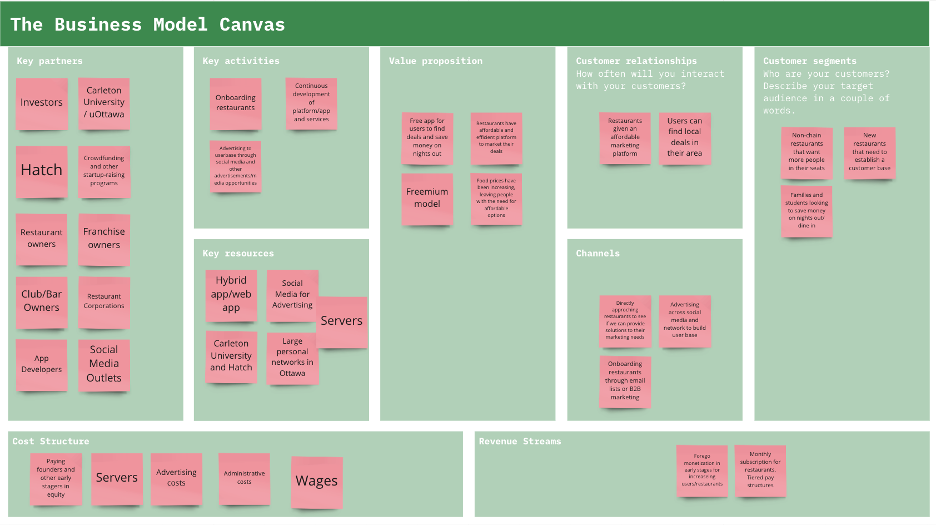 The Business Model Canvas
Key partners
Investors
Carleton
University
/ uOttawa
Hatch
Crowdfunding
and other
startup-raising
programs
Restaurant
owners
Franchise
owners
Club/Bar
Owners
Restaurant
Corporations
App
Developers
Social
Media
Outlets
Key activities
Onboarding
restaurants
Continuous
development
of
platform/app
and services
Advertising to
userbase through
social media and
other
advertisements/m
edia opportunities
Key resources
Hybrid
app/web
app
Social
Media for
Advertising
Servers
Carleton
University
and Hatch
Large
personal
networks in
Ottawa
Value proposition
Free app for
users to find
deals and save
money on
nights out
Restaurants have
affordable and
efficient platform
to market their
deals
Freemium
model
Food prices have
been increasing,
leaving people
with the need for
affordable
options
Customer relationships
How often will you interact
with your customers?
Restaurants
given an
affordable
marketing
platform
Users can
find local
deals in
their area
Channels
Directly
approaching
restaurants to see
if we can provide
solutions to their
marketing needs
Advertising
across social
media and
network to build
user base
Onboarding
restaurants
through email
lists or B2B
marketing
Customer segments
Who are your customers?
Describe your target
audience in a couple of
words.
Non-chain
restaurants
that want
more people
in their seats
New
restaurants
that need to
establish a
customer base
Families and
students looking
to save money
on nights out/
dine in
Cost Structure
Paying
founders and
other early
stagers in
equity
Servers
Advertising
costs
Administrative
costs
Wages
Revenue Streams
Forego
monetization in
early stages for
increasing
users/restaurants
Monthly
subscription for
restaurants.
Tiered pay
structures